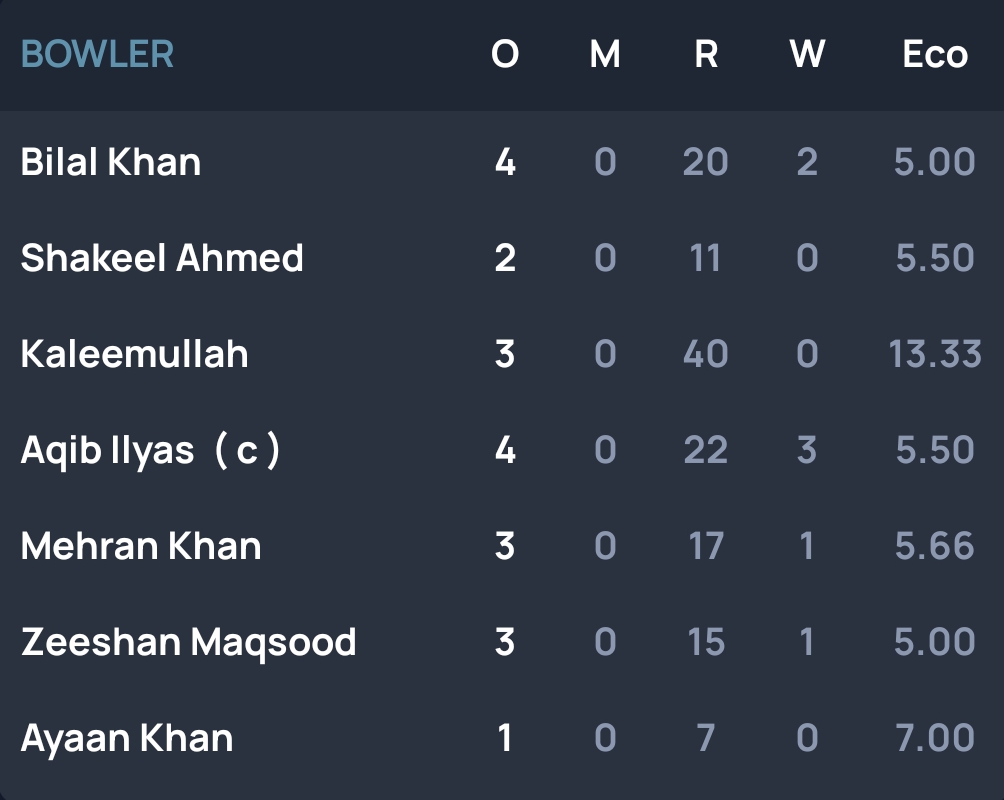 BOWLER O M R W Eco
Bilal Khan 4 0 20 2 5.00
Shakeel Ahmed 2 0 11 0 5.50
Kaleemullah 3 0 40 0 13.33
Aqib Ilyas ( c ) 4 0 22 3 5.50
Mehran Khan 3 0 17 1 5.66
Zeeshan Maqsood 3 0 15 1 5.00
Ayaan Khan 1 0 7 0 7.00